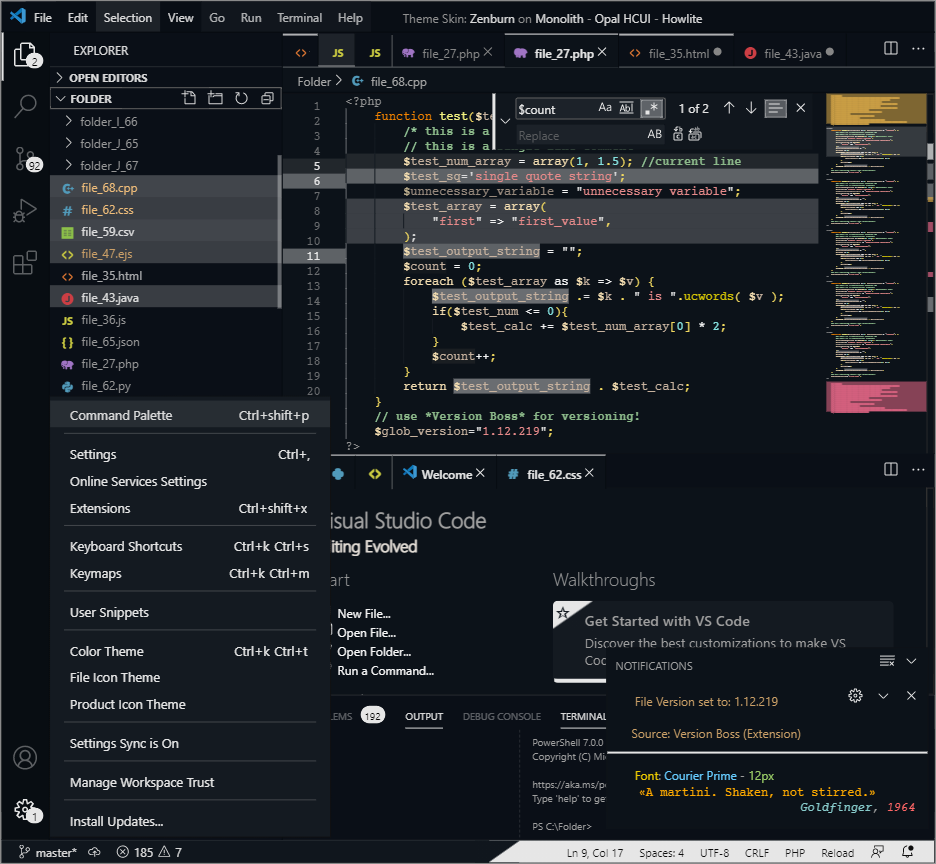 File Edit Selection View Go Run Terminal Help Theme Skin: Zenburn on Monolith - Opal HCUI - Howlite
2
92
1
EXPLORER
OPEN EDITORS
FOLDER
folder_I_66
folder_J_65
folder_J_67
file_68.cpp
file_62.css
file_59.csv
file_47.ejs
file_35.html
file_43.java
file_36.js
file_65.json
file_27.php
file_62.py
JS JS file_27.php file_27.php file_35.html file_43.java
Folder file_68.cpp
$count Aa Abl .* 1 of 2
Replace AB
1 <?php
2 function test($te
3 /* this is a
4 // this is a
5 $test_num_array = array(1, 1.5); //current line
6 $test_sq='single quote string';
7 $unnecessary_variable = "unnecessary variable";
8 $test_array = array(
9 "first" => "first_value",
10 );
11 $test_output_string = "";
12 $count = 0;
13 foreach ($test_array as $k => $v) {
14 $test_output_string .= $k . " is ".ucwords( $v );
15 if($test_num <= 0){
16 $test_calc += $test_num_array[0] * 2;
17 }
18 $count++;
19 }
20 return $test_output_string . $test_calc;
}
// use *Version Boss* for versioning!
$glob_version="1.12.219";
?>
Command Palette Ctrl+shift+p
Settings Ctrl+,
Online Services Settings
Extensions Ctrl+shift+x
Keyboard Shortcuts Ctrl+k Ctrl+s
Keymaps Ctrl+k Ctrl+m
User Snippets
Color Theme Ctrl+k Ctrl+t
File Icon Theme
Product Icon Theme
Settings Sync is On
Manage Workspace Trust
Install Updates...
Welcome file_62.css
isual Studio Code
iting Evolved
art
New File...
Open File...
Open Folder...
Run a Command...
Walkthroughs
Get Started with VS Code
Discover the best customizations to make VS
Coc
LEMS 192 OUTPUT DEBUG CONSOLE TERMINAL
PowerShell 7.0.0
Copyright (C) Mi
https://aka.ms/po
Type 'help' to get
PS C:\Folder>
NOTIFICATIONS
File Version set to: 1.12.219
Source: Version Boss (Extension)
Font: Courier Prime - 12px
«A martini. Shaken, not stirred.»
Goldfinger, 1964
master* 185 7 Ln 9, Col 17 Spaces: 4 UTF-8 CRLF PHP Reload